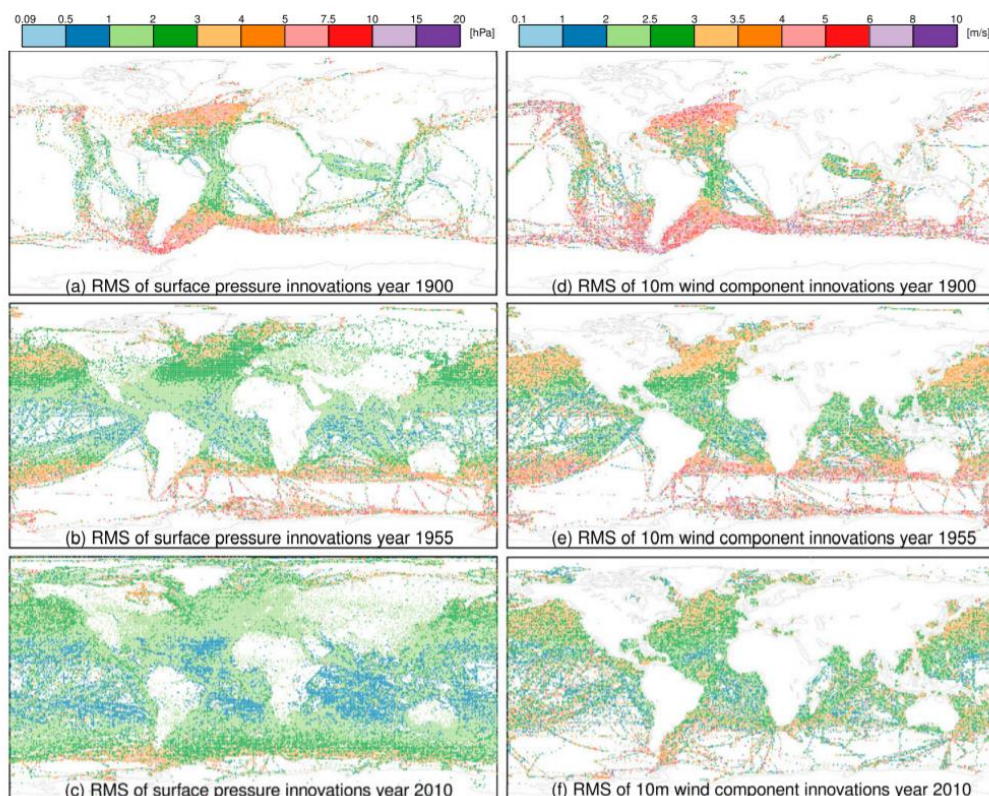 0.09 0.5 1 2 3 4 5 7.5 10 15 20
[hPa]
0.1 1 2 2.5 3 3.5 4 5 6 8 10
[m/s]
(a) RMS of surface pressure innovations year 1900
(d) RMS of 10m wind component innovations year 1900
(b) RMS of surface pressure innovations year 1955
(e) RMS of 10m wind component innovations year 1955
(c) RMS of surface pressure innovations year 2010
(f) RMS of 10m wind component innovations year 2010